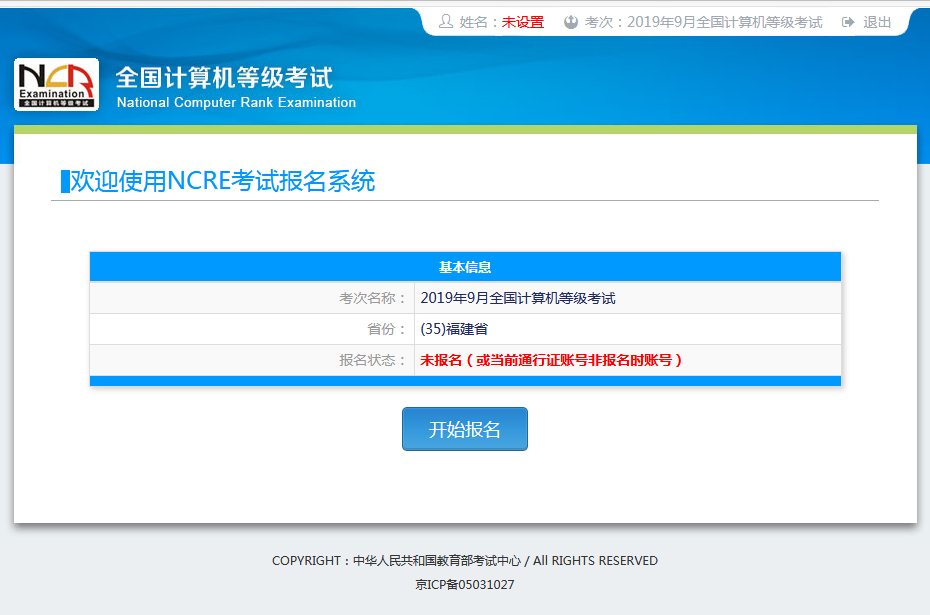 姓名：未设置 考次：2019年9月全国计算机等级考试 退出
NCR
Examination
全国计算机等级考试
全国计算机等级考试
National Computer Rank Examination
欢迎使用NCRE考试报名系统
基本信息
考次名称： 2019年9月全国计算机等级考试
省份： (35)福建省
报名状态： 未报名（或当前通行证账号非报名时账号）
开始报名
COPYRIGHT：中华人民共和国教育部考试中心 / All RIGHTS RESERVED
京ICP备05031027